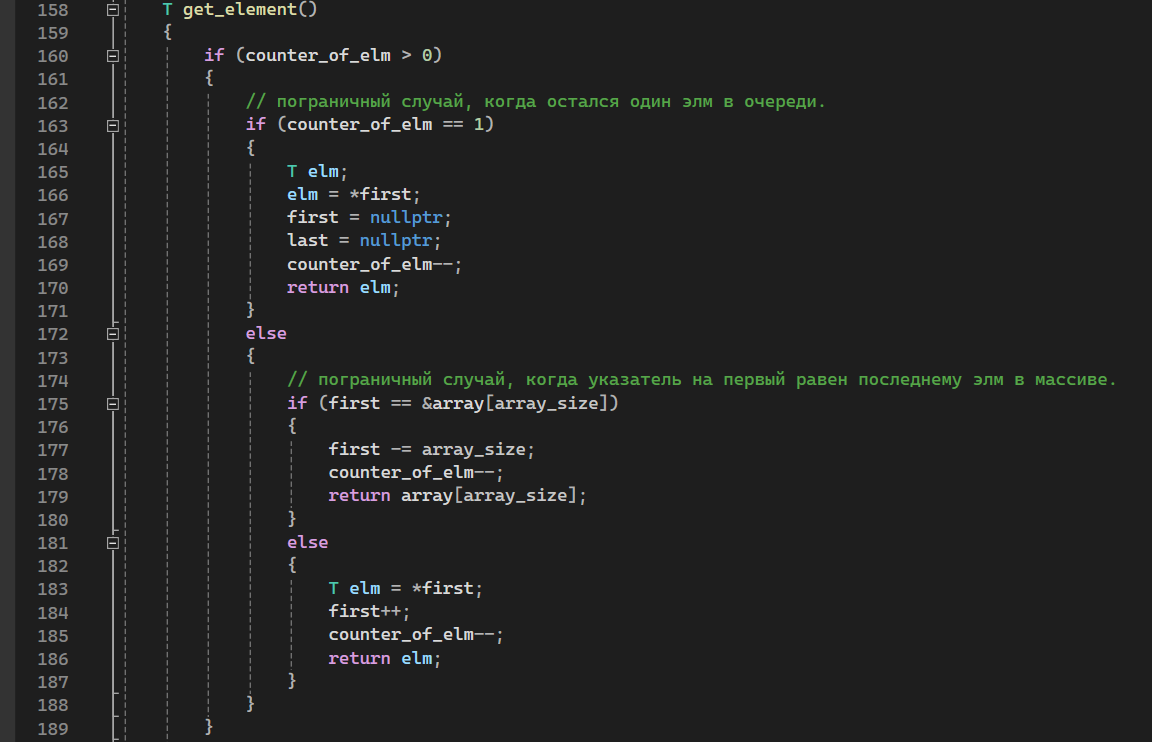 158 T get_element()
159 {
160 if (counter_of_elm > 0)
161 {
162 // пограничный случай, когда остался один элм в очереди.
163 if (counter_of_elm == 1)
164 {
165 T elm;
166 elm = *first;
167 first = nullptr;
168 last = nullptr;
169 counter_of_elm--;
170 return elm;
171 }
172 else
173 {
174 // пограничный случай, когда указатель на первый равен последнему элм в массиве.
175 if (first == &array[array_size])
176 {
177 first -= array_size;
178 counter_of_elm--;
179 return array[array_size];
180 }
181 else
182 {
183 T elm = *first;
184 first++;
185 counter_of_elm--;
186 return elm;
187 }
188 }
189 }